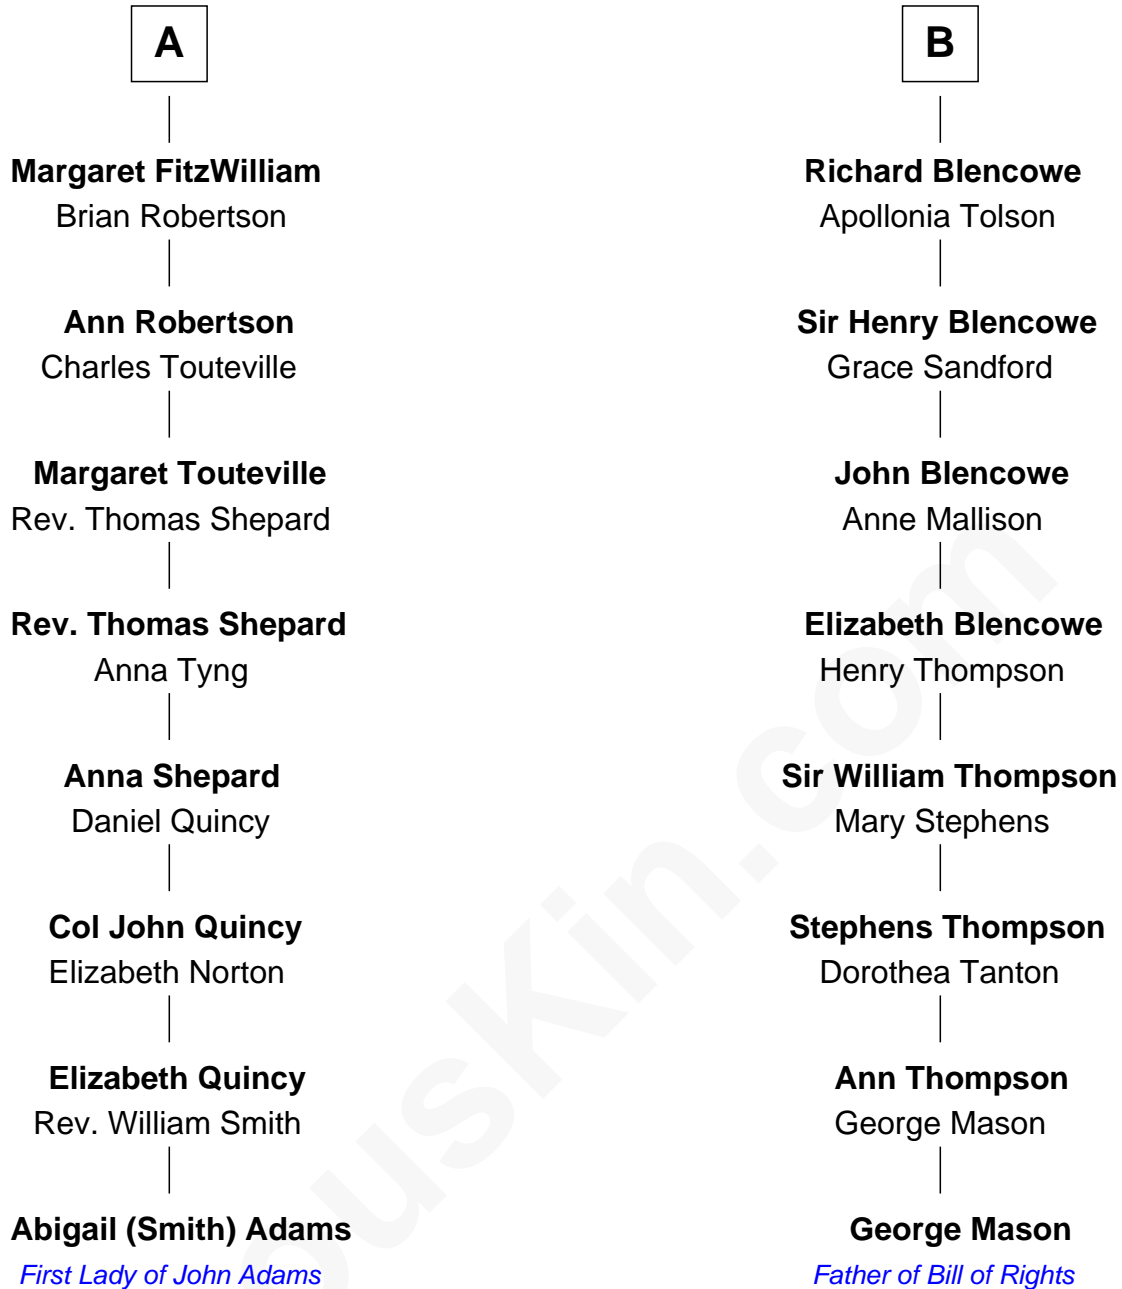 A
Margaret FitzWilliam
Brian Robertson
Ann Robertson
Charles Touteville
Margaret Touteville
Rev. Thomas Shepard
Rev. Thomas Shepard
Anna Tyng
Anna Shepard
Daniel Quincy
Col John Quincy
Elizabeth Norton
Elizabeth Quincy
Rev. William Smith
Abigail (Smith) Adams
First Lady of John Adams
B
Richard Blencowe
Apollonia Tolson
Sir Henry Blencowe
Grace Sandford
John Blencowe
Anne Mallison
Elizabeth Blencowe
Henry Thompson
Sir William Thompson
Mary Stephens
Stephens Thompson
Dorothea Tanton
Ann Thompson
George Mason
George Mason
Father of Bill of Rights
ousKin.com